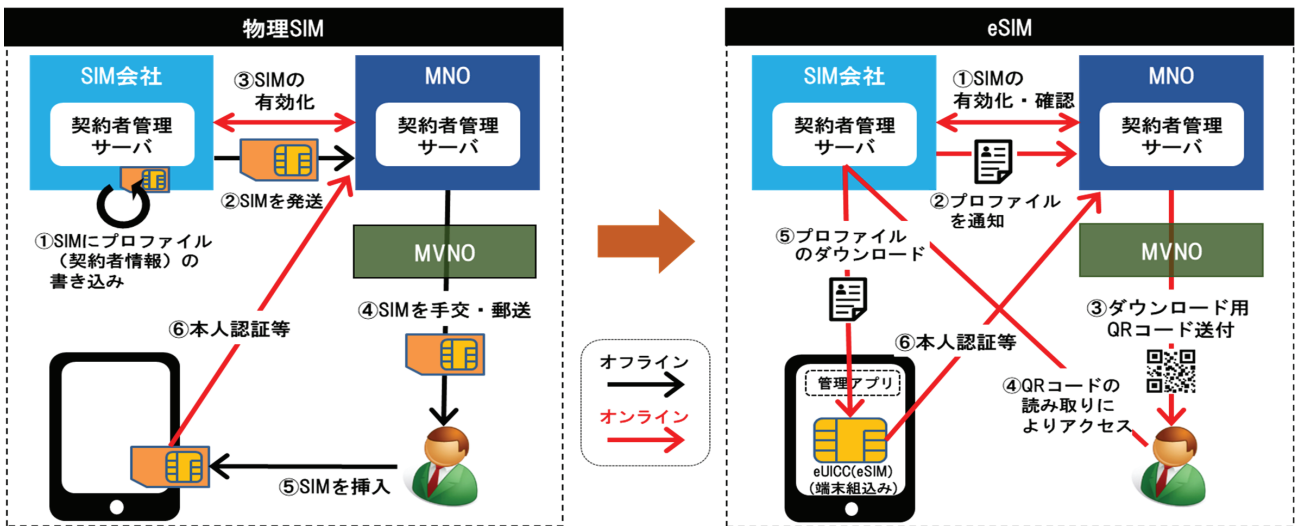 物理SIM
SIM会社
契約者管理
サーバ
③SIMの
有効化
MNO
契約者管理
サーバ
②SIMを発送
①SIMにプロファイル
（契約者情報）の
書き込み
MVNO
④SIMを手交・郵送
⑥本人認証等
⑤SIMを挿入
オフライン
オンライン
eSIM
SIM会社
契約者管理
サーバ
①SIMの
有効化・確認
MNO
契約者管理
サーバ
②プロファイル
を通知
⑤プロファイル
のダウンロード
MVNO
③ダウンロード用
QRコード送付
⑥本人認証等
管理アプリ
④QRコードの
読み取りに
よりアクセス
eUICC(eSIM)
(端末組込み)